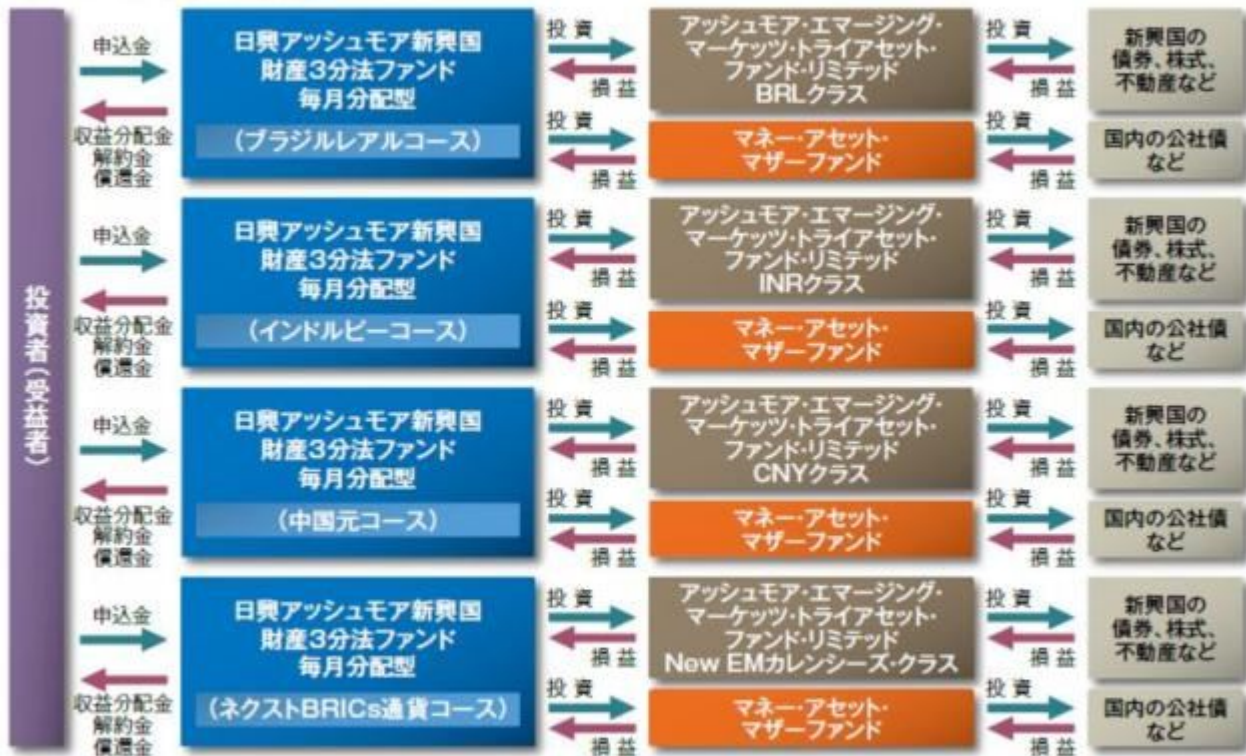 投資者(受益者)
申込金
収益分配金
解約金
償還金
日興アッシュモア新興国
財産3分法ファンド
毎月分配型
(ブラジルレアルコース)
投資
損益
アッシュモア・エマージング・
マーケッツ・トライアセット・
ファンド・リミテッド
BRLクラス
投資
損益
新興国の
債券、株式、
不動産など
投資
損益
マネー・アセット・
マザーファンド
投資
損益
国内の公社債
など
申込金
収益分配金
解約金
償還金
日興アッシュモア新興国
財産3分法ファンド
毎月分配型
(インドルピーコース)
投資
損益
アッシュモア・エマージング・
マーケッツ・トライアセット・
ファンド・リミテッド
INRクラス
投資
損益
新興国の
債券、株式、
不動産など
投資
損益
マネー・アセット・
マザーファンド
投資
損益
国内の公社債
など
申込金
収益分配金
解約金
償還金
日興アッシュモア新興国
財産3分法ファンド
毎月分配型
(中国元コース)
投資
損益
アッシュモア・エマージング・
マーケッツ・トライアセット・
ファンド・リミテッド
CNYクラス
投資
損益
新興国の
債券、株式、
不動産など
投資
損益
マネー・アセット・
マザーファンド
投資
損益
国内の公社債
など
申込金
収益分配金
解約金
償還金
日興アッシュモア新興国
財産3分法ファンド
毎月分配型
(ネクストBRICs通貨コース)
投資
損益
アッシュモア・エマージング・
マーケッツ・トライアセット・
ファンド・リミテッド
New EMカレンシーズ・クラス
投資
損益
新興国の
債券、株式、
不動産など
投資
損益
マネー・アセット・
マザーファンド
投資
損益
国内の公社債
など